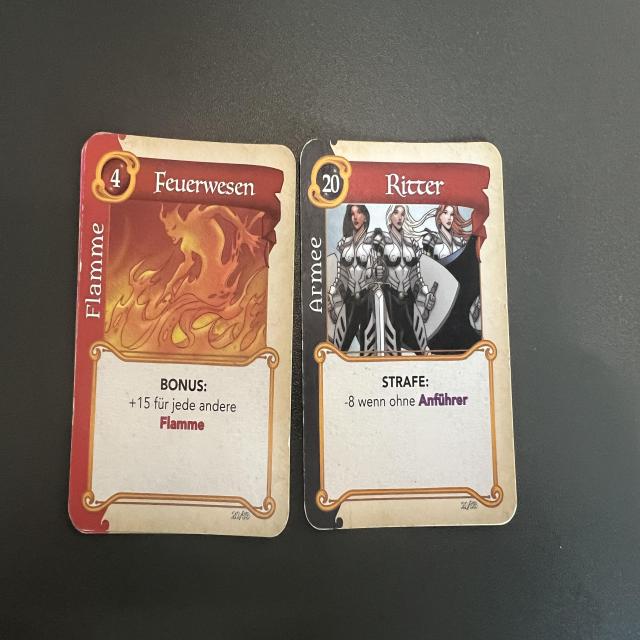 4
Feuerwesen
Flamme
BONUS:
+15 für jede andere
Flamme
20
Ritter
Armee
STRAFE:
-8 wenn ohne Anführer